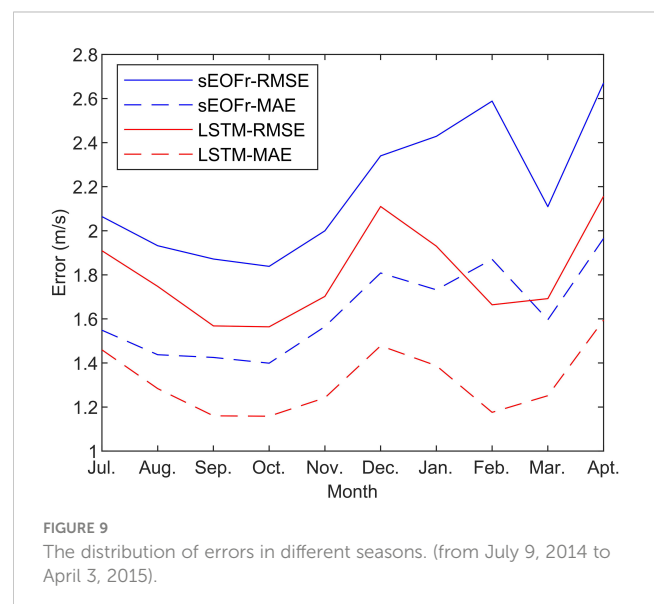 2.8
2.6
2.4
2.2
2
1.8
1.6
1.4
1.2
1
Error (m/s)
sEOFr-RMSE
sEOFr-MAE
LSTM-RMSE
LSTM-MAE
Jul. Aug. Sep. Oct. Nov. Dec. Jan. Feb. Mar. Apt.
Month
FIGURE 9
The distribution of errors in different seasons. (from July 9, 2014 to
April 3, 2015).